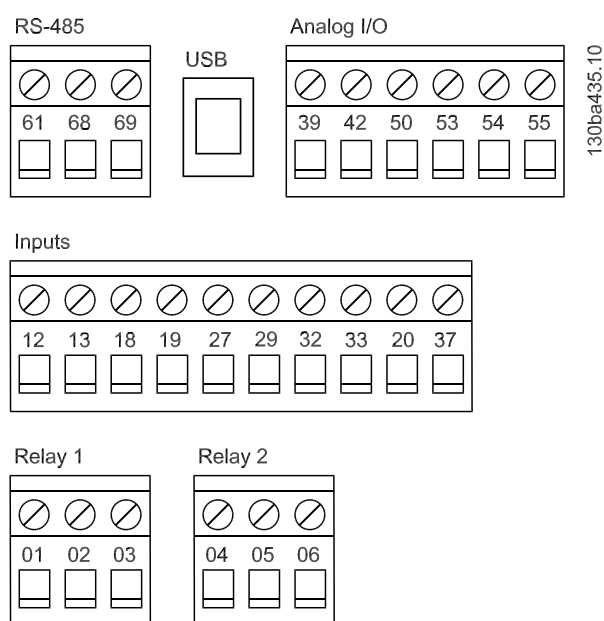 RS-485
USB
Analog I/O
61 68 69
39 42 50 53 54 55
130ba435.10
Inputs
12 13 18 19 27 29 32 33 20 37
Relay 1
Relay 2
01 02 03
04 05 06